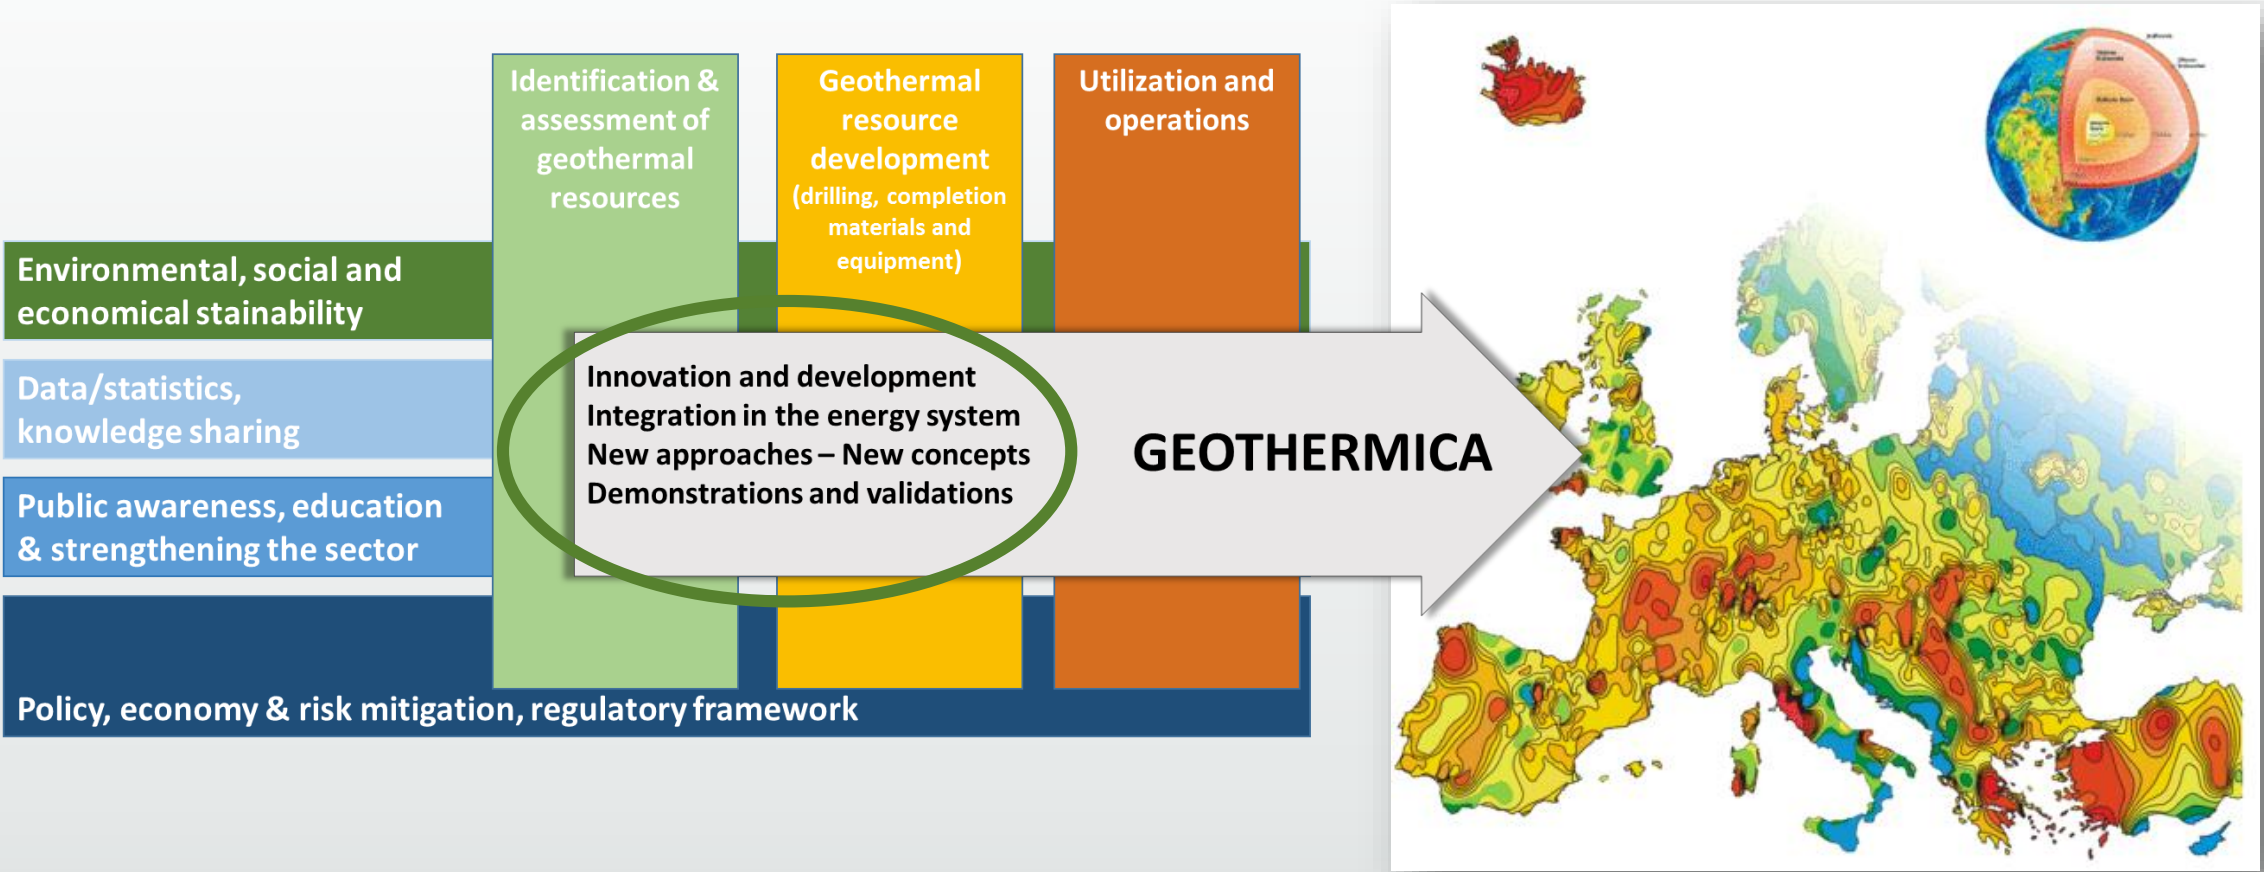 Identification &
assessment of
geothermal
resources
Geothermal
resource
development
(drilling, completion
materials and
equipment)
Utilization and
operations
Environmental, social and
economical stainability
Data/statistics,
knowledge sharing
Public awareness, education
& strengthening the sector
Policy, economy & risk mitigation, regulatory framework
Innovation and development
Integration in the energy system
New approaches – New concepts
Demonstrations and validations
GEOTHERMICA